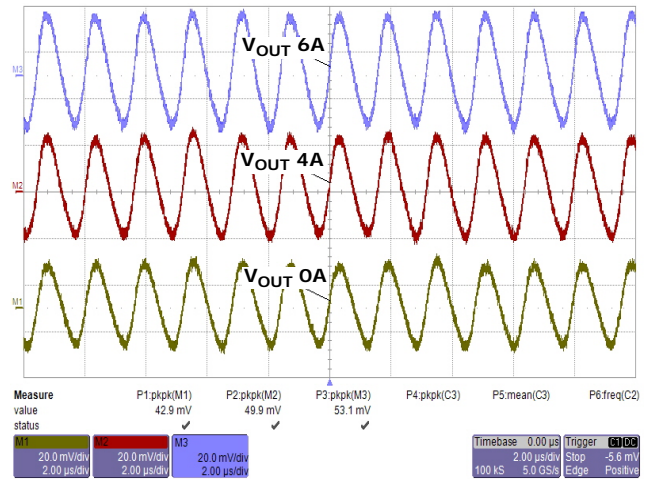 V_OUT 6A
M3
V_OUT 4A
M2
V_OUT 0A
M1
Measure P1:pkpk(M1) P2:pkpk(M2) P3:pkpk(M3) P4:pkpk(C3) P5:mean(C3) P6:freq(C2)
value 42.9 mV 49.9 mV 53.1 mV
status ✓ ✓ ✓
M1 M2 M3 Timebase 0.00 µs Trigger C1 DC
20.0 mV/div 20.0 mV/div 20.0 mV/div 2.00 µs/div Stop -5.6 mV
2.00 µs/div 2.00 µs/div 2.00 µs/div 100 kS 5.0 GS/s Edge Positive